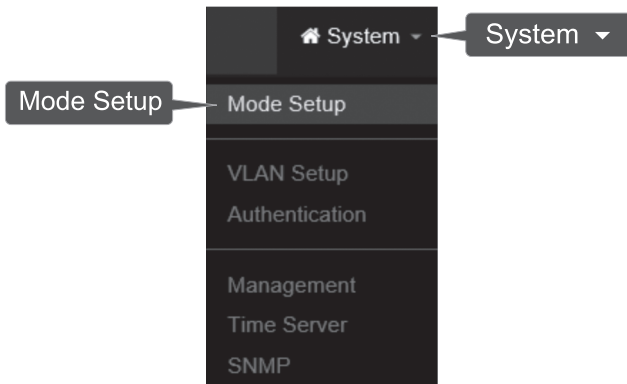 System
System
Mode Setup
Mode Setup
VLAN Setup
Authentication
Management
Time Server
SNMP